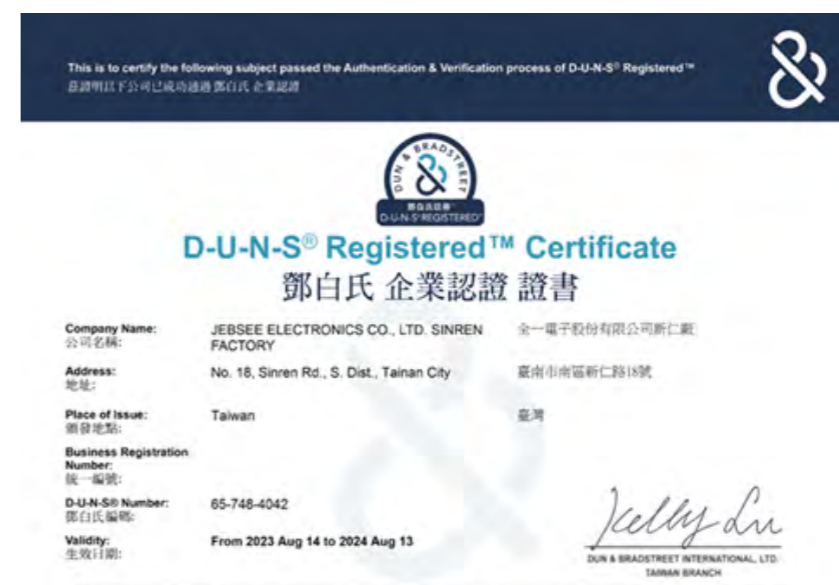 This is to certify the following subject passed the Authentication & Verification process of D-U-N-S® Registered™
茲證明以下公司已成功通過 鄧白氏 企業認證
DUN & BRADSTREET
鄧白氏註冊™
D-U-N-S® REGISTERED™
D-U-N-S® Registered™ Certificate
鄧白氏 企業認證 證書
Company Name: JEBSEE ELECTRONICS CO., LTD. SINREN 全一電子股份有限公司新仁廠
公司名稱: FACTORY
Address: No. 18, Sinren Rd., S. Dist., Tainan City 臺南市南區新仁路18號
地址:
Place of Issue: Taiwan 臺灣
頒發地點:
Business Registration
Number:
統一編號:
D-U-N-S® Number: 65-748-4042
鄧白氏編碼:
Validity: From 2023 Aug 14 to 2024 Aug 13
生效日期:
Kelly Lu
DUN & BRADSTREET INTERNATIONAL, LTD.
TAIWAN BRANCH